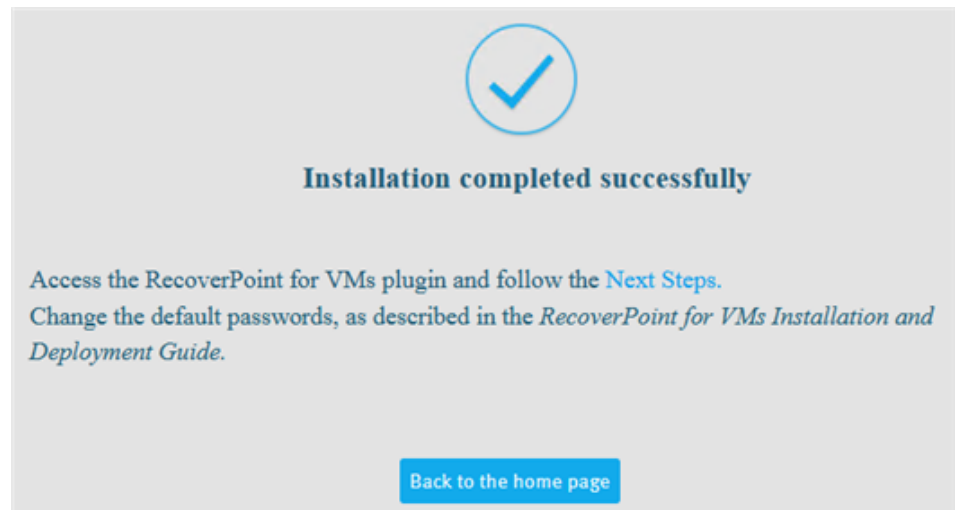 Installation completed successfully
Access the RecoverPoint for VMs plugin and follow the Next Steps.
Change the default passwords, as described in the RecoverPoint for VMs Installation and
Deployment Guide.
Back to the home page